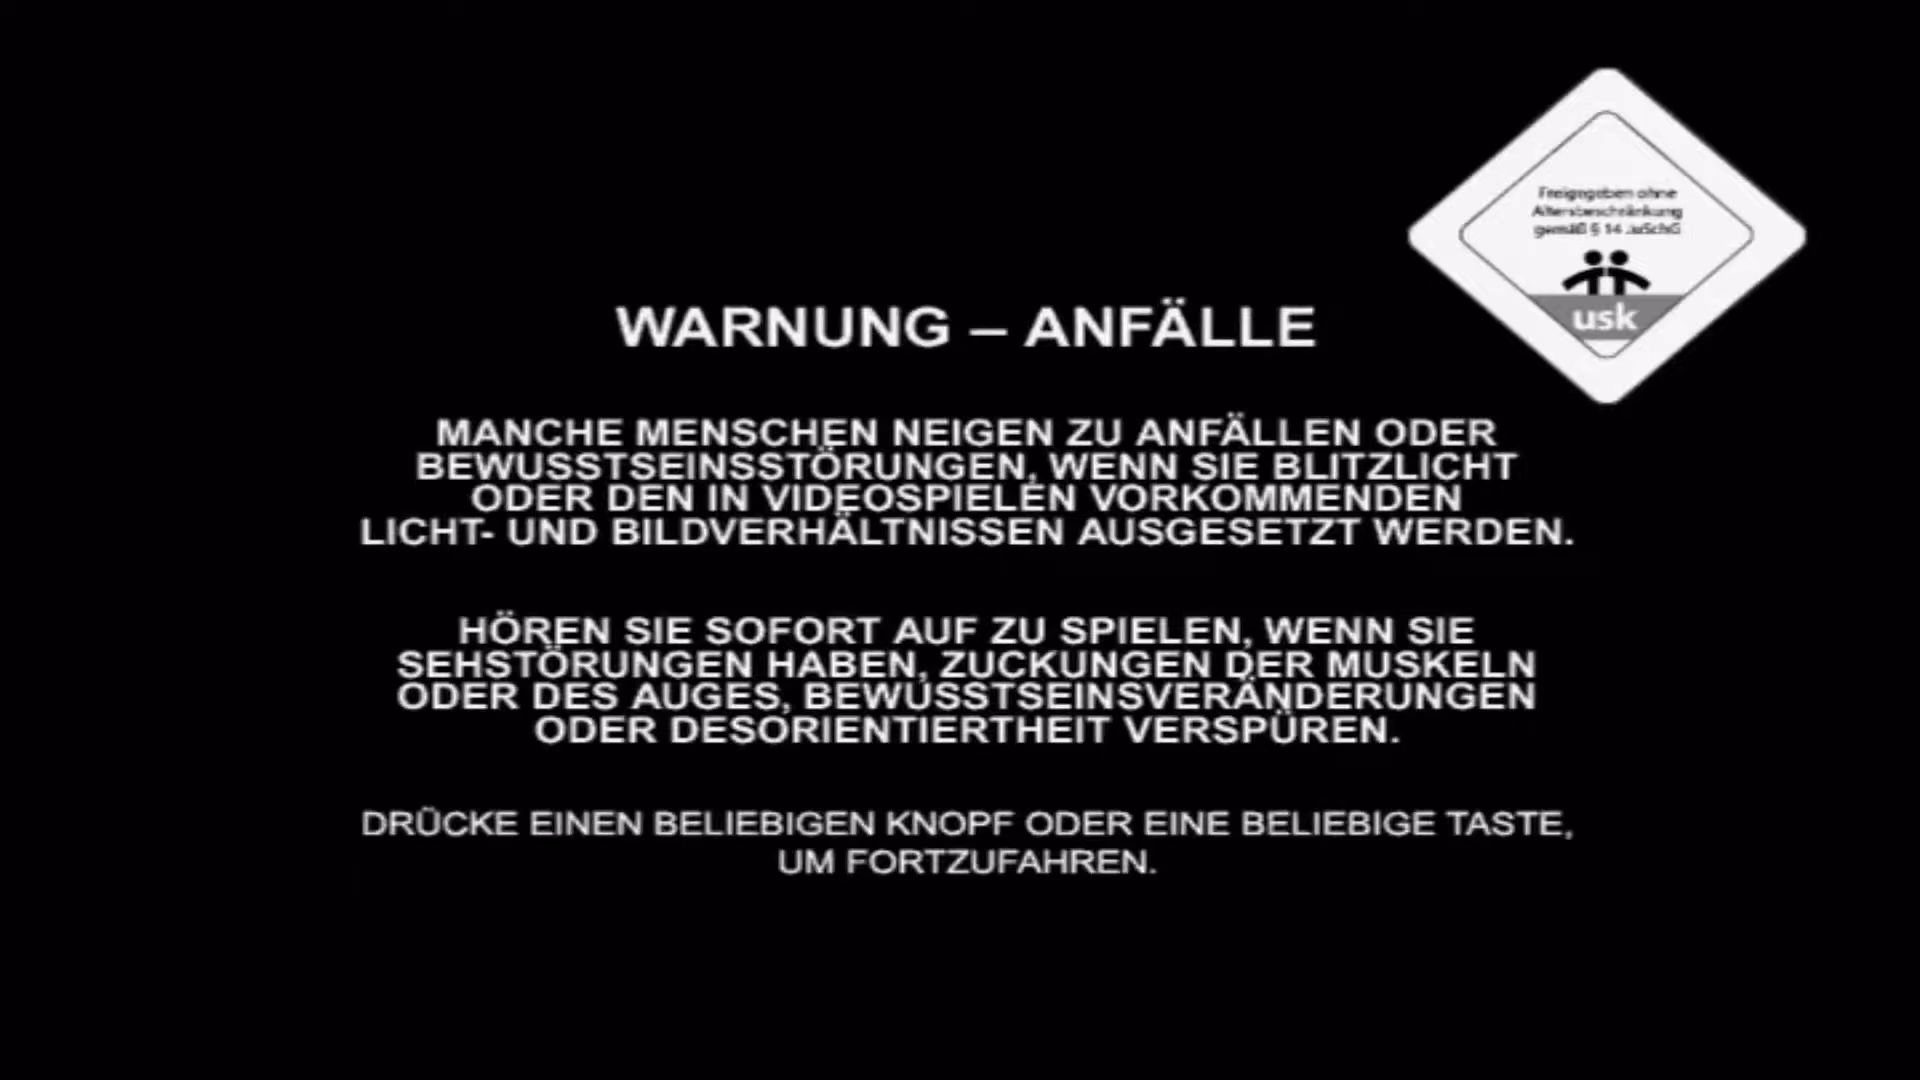 Freigegeben ohne
Altersbeschränkung
gemäß § 14 JuSchG
usk
WARNUNG – ANFÄLLE
MANCHE MENSCHEN NEIGEN ZU ANFÄLLEN ODER
BEWUSSTSEINSSTÖRUNGEN, WENN SIE BLITZLICHT
ODER DEN IN VIDEOSPIELEN VORKOMMENDEN
LICHT- UND BILDVERHÄLTNISSEN AUSGESETZT WERDEN.
HÖREN SIE SOFORT AUF ZU SPIELEN, WENN SIE
SEHSTÖRUNGEN HABEN, ZUCKUNGEN DER MUSKELN
ODER DES AUGES, BEWUSSTSEINSVERÄNDERUNGEN
ODER DESORIENTIERTHEIT VERSPÜREN.
DRÜCKE EINEN BELIEBIGEN KNOPF ODER EINE BELIEBIGE TASTE,
UM FORTZUFAHREN.